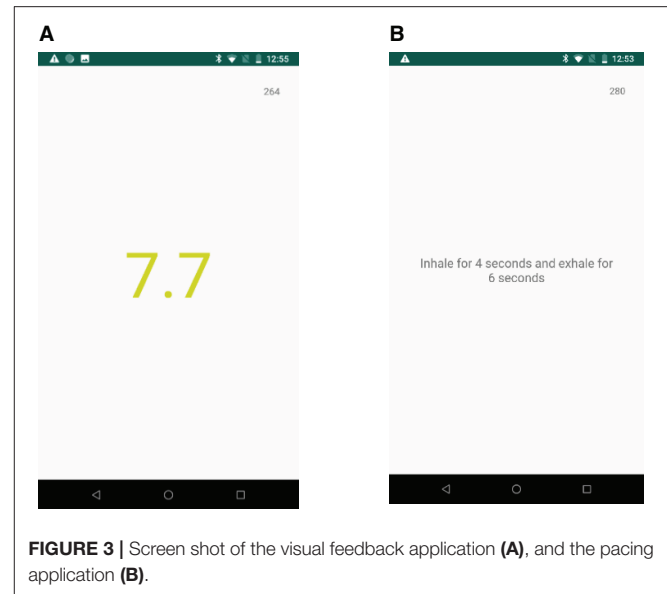 A
B
12:55
12:53
264
280
7.7
Inhale for 4 seconds and exhale for
6 seconds
FIGURE 3 | Screen shot of the visual feedback application (A), and the pacing
application (B).